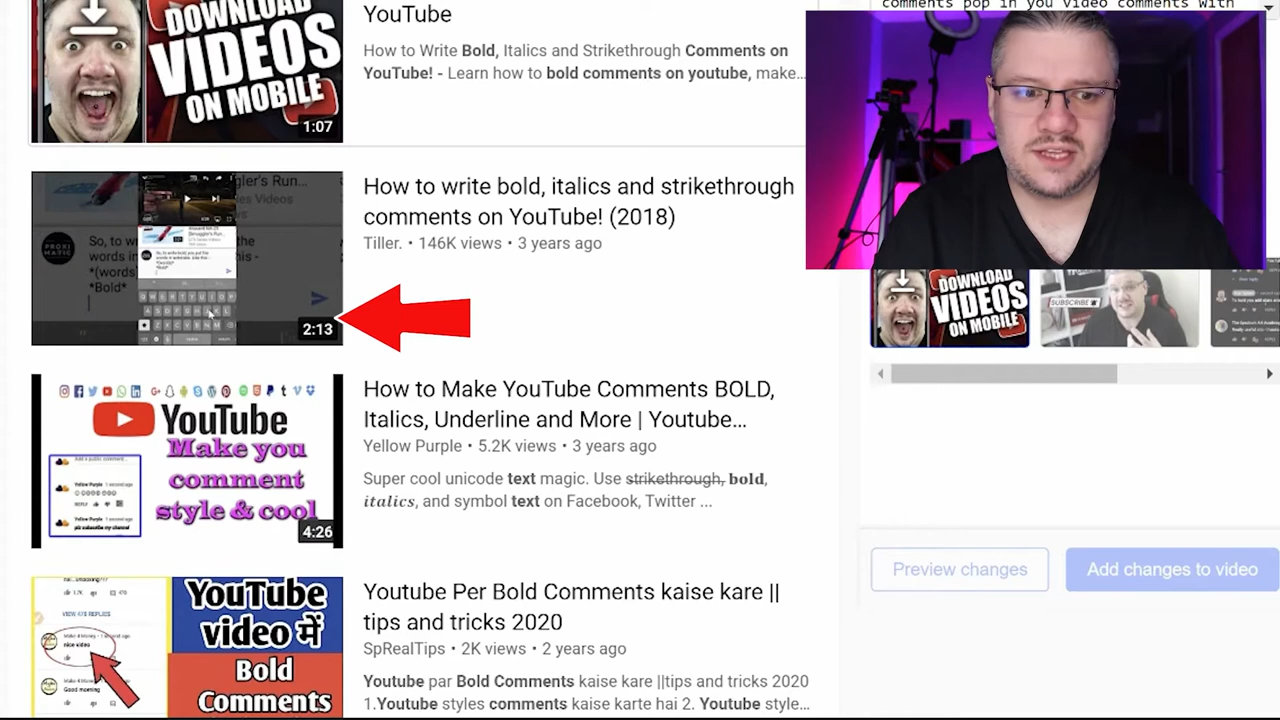 YouTube
How to Write Bold, Italics and Strikethrough Comments on
YouTube! - Learn how to bold comments on youtube, make...
DOWNLOAD
VIDEOS
ON MOBILE
1:07
How to write bold, italics and strikethrough
comments on YouTube! (2018)
Tiller. • 146K views • 3 years ago
So, to
words in
*(words
*Bold*
2:13
How to Make YouTube Comments BOLD,
Italics, Underline and More | Youtube...
Yellow Purple • 5.2K views • 3 years ago
Super cool unicode text magic. Use strikethrough, bold,
italics, and symbol text on Facebook, Twitter ...
YouTube
Make you
comment
style & cool
4:26
Youtube Per Bold Comments kaise kare ||
tips and tricks 2020
SpRealTips • 2K views • 2 years ago
Youtube par Bold Comments kaise kare ||tips and tricks 2020
1.Youtube styles comments kaise karte hai 2. Youtube style...
YouTube
video में
Bold
Comments
comments pop in you video comments with
DOWNLOAD
VIDEOS
ON MOBILE
SUBSCRIBE
Preview changes
Add changes to video